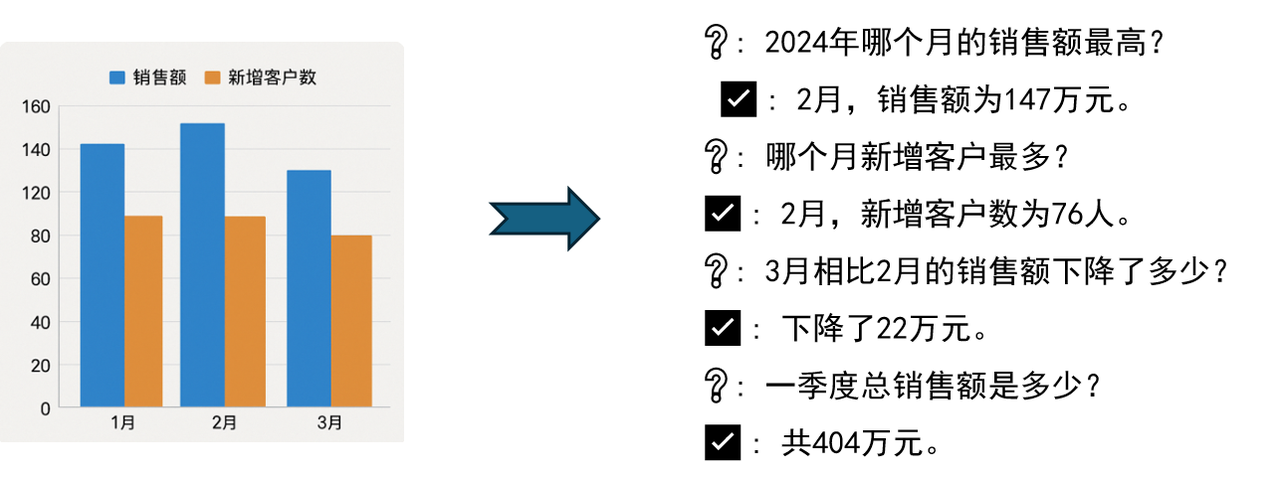 销售额 新增客户数
160
140
120
80
60
40
20
0
1月 2月 3月
?: 2024年哪个月的销售额最高?
✓: 2月，销售额为147万元。
?: 哪个月新增客户最多?
✓: 2月，新增客户数为76人。
?: 3月相比2月的销售额下降了多少?
✓: 下降了22万元。
?: 一季度总销售额是多少?
✓: 共404万元。